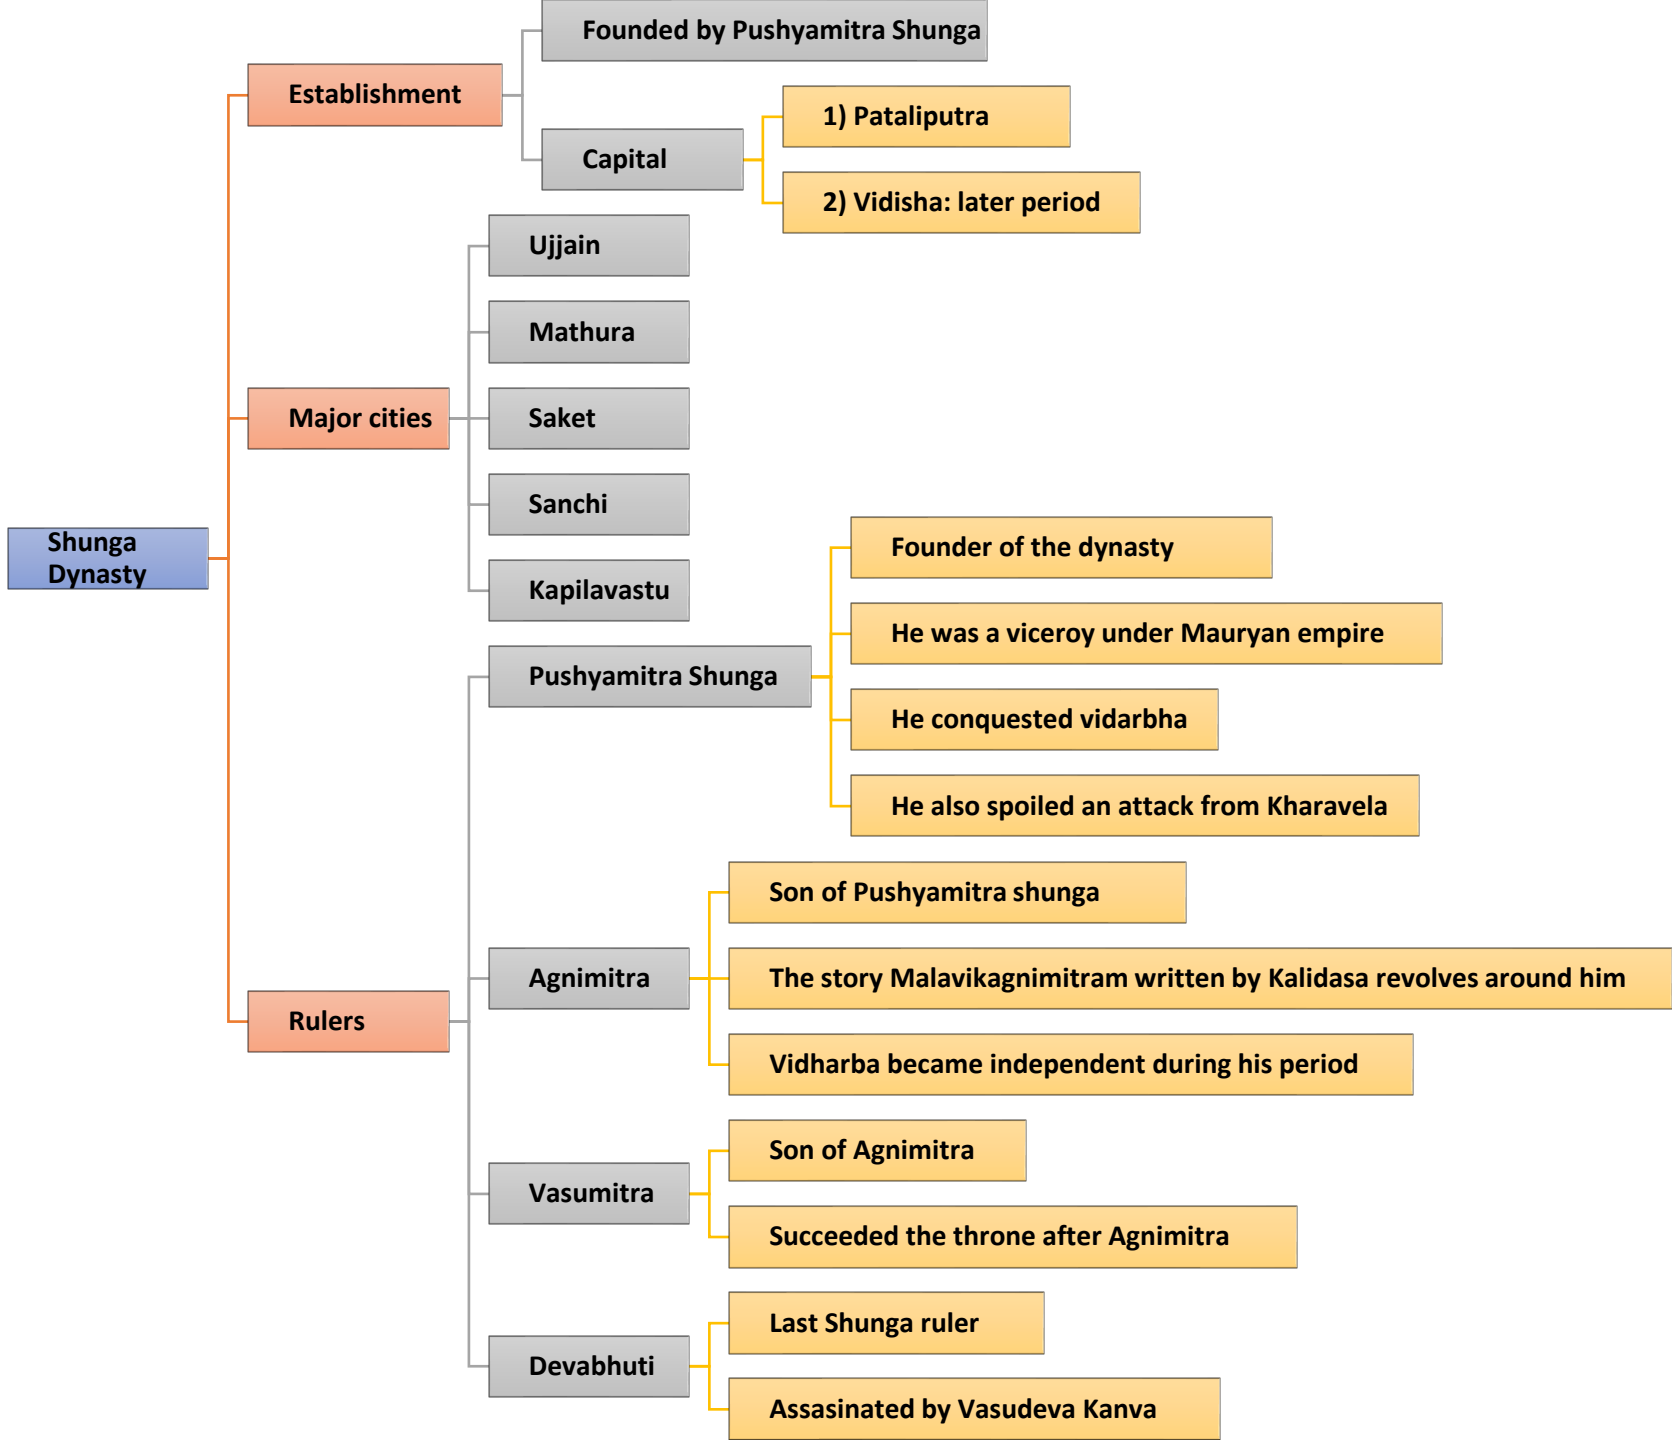 Shunga
Dynasty
Establishment
Founded by Pushyamitra Shunga
Capital
1) Pataliputra
2) Vidisha: later period
Major cities
Ujjain
Mathura
Saket
Sanchi
Kapilavastu
Rulers
Pushyamitra Shunga
Founder of the dynasty
He was a viceroy under Mauryan empire
He conquested vidarbha
He also spoiled an attack from Kharavela
Agnimitra
Son of Pushyamitra shunga
The story Malavikagnimitram written by Kalidasa revolves around him
Vidharba became independent during his period
Vasumitra
Son of Agnimitra
Succeeded the throne after Agnimitra
Devabhuti
Last Shunga ruler
Assasinated by Vasudeva Kanva